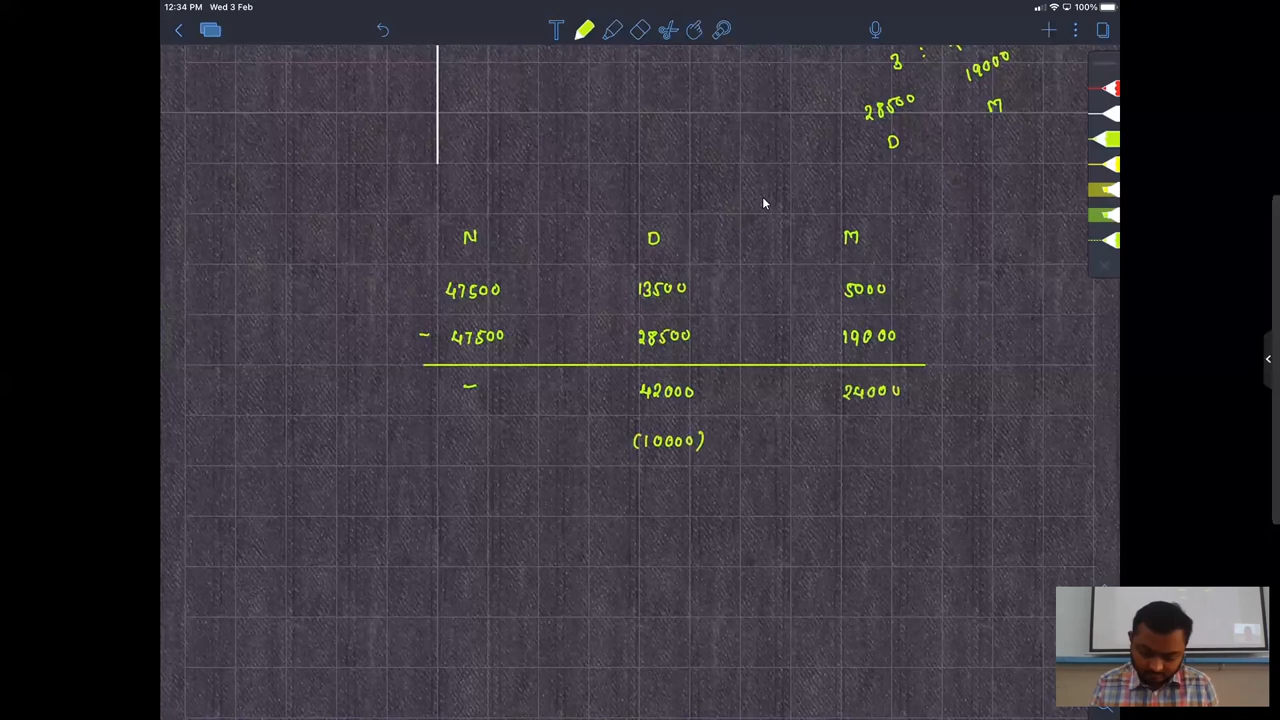 12:34 PM Wed 3 Feb
100%
T
3 :
19000
28500
M
D
N D M
47500 13500 5000
- 47500 28500 19000
- 42000 24000
(10000)